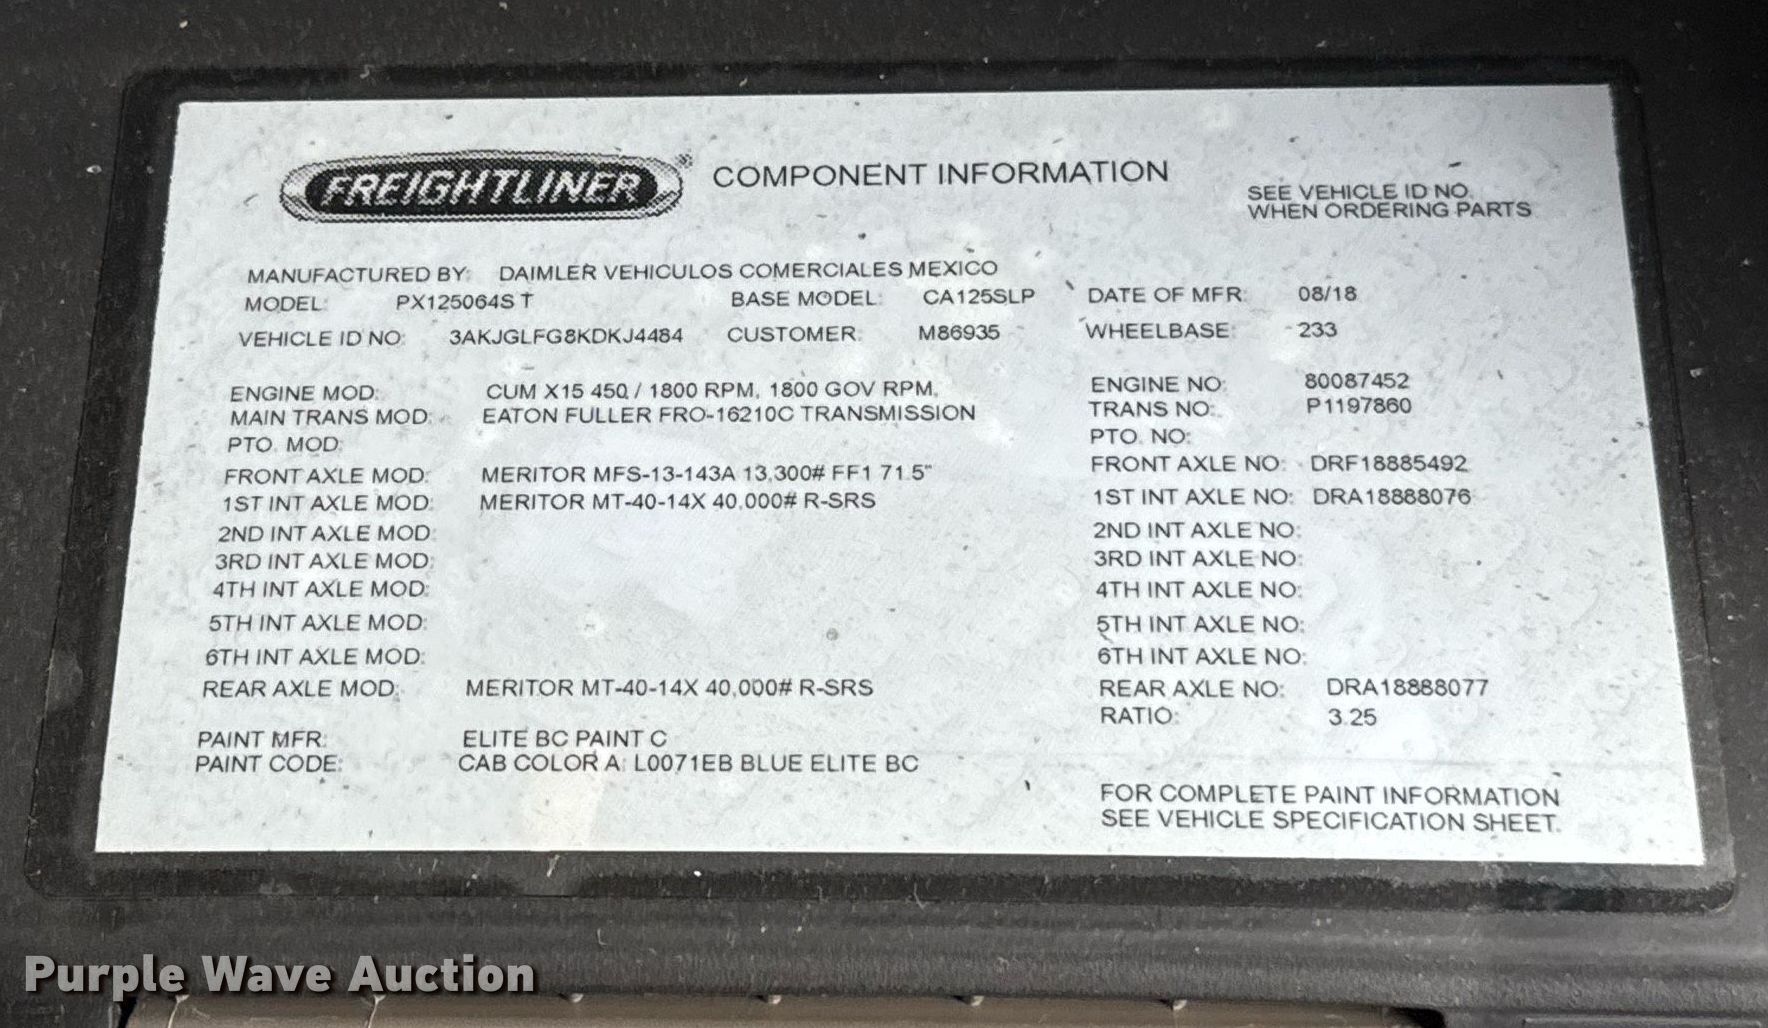 FREIGHTLINER® COMPONENT INFORMATION
SEE VEHICLE ID NO.
WHEN ORDERING PARTS
MANUFACTURED BY: DAIMLER VEHICULOS COMERCIALES MEXICO
MODEL: PX125064S T BASE MODEL: CA125SLP DATE OF MFR: 08/18
VEHICLE ID NO: 3AKJGLFG8KDKJ4484 CUSTOMER: M86935 WHEELBASE: 233
ENGINE MOD: CUM X15 450 / 1800 RPM, 1800 GOV RPM, ENGINE NO: 80087452
MAIN TRANS MOD: EATON FULLER FRO-16210C TRANSMISSION TRANS NO: P1197860
PTO. MOD: PTO. NO:
FRONT AXLE MOD: MERITOR MFS-13-143A 13,300# FF1 71.5" FRONT AXLE NO: DRF18885492
1ST INT AXLE MOD: MERITOR MT-40-14X 40,000# R-SRS 1ST INT AXLE NO: DRA18888076
2ND INT AXLE MOD: 2ND INT AXLE NO:
3RD INT AXLE MOD: 3RD INT AXLE NO:
4TH INT AXLE MOD: 4TH INT AXLE NO:
5TH INT AXLE MOD: 5TH INT AXLE NO:
6TH INT AXLE MOD: 6TH INT AXLE NO:
REAR AXLE MOD: MERITOR MT-40-14X 40,000# R-SRS REAR AXLE NO: DRA18888077
RATIO: 3.25
PAINT MFR: ELITE BC PAINT C
PAINT CODE: CAB COLOR A: L0071EB BLUE ELITE BC
FOR COMPLETE PAINT INFORMATION
SEE VEHICLE SPECIFICATION SHEET.
Purple Wave Auction